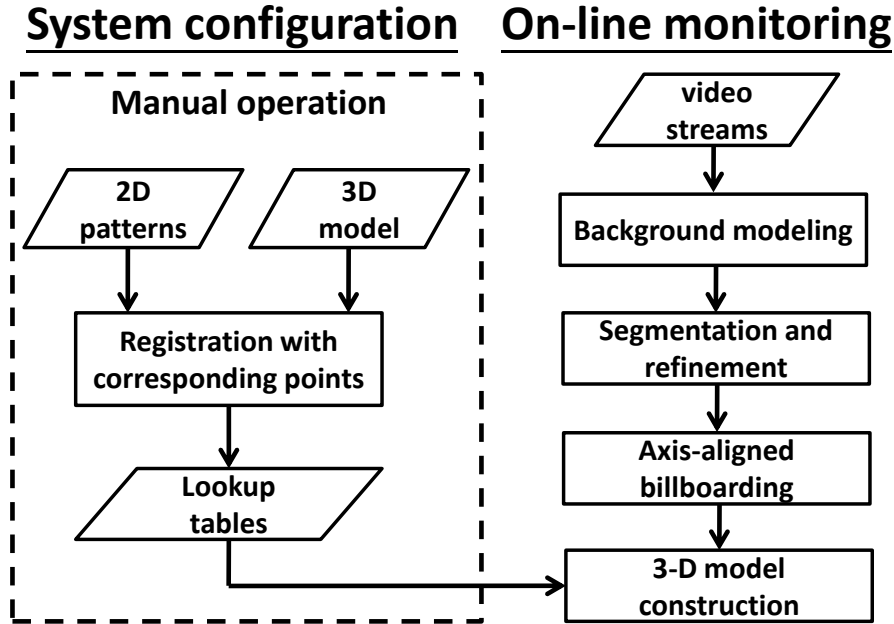 System configuration
On-line monitoring
Manual operation
2D
patterns
3D
model
Registration with
corresponding points
Lookup
tables
video
streams
Background modeling
Segmentation and
refinement
Axis-aligned
billboarding
3-D model
construction